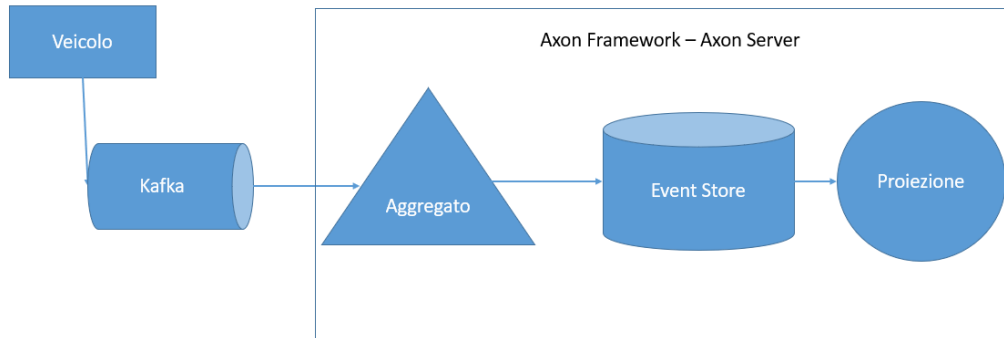 Veicolo
Axon Framework – Axon Server
Kafka
Aggregato
Event Store
Proiezione